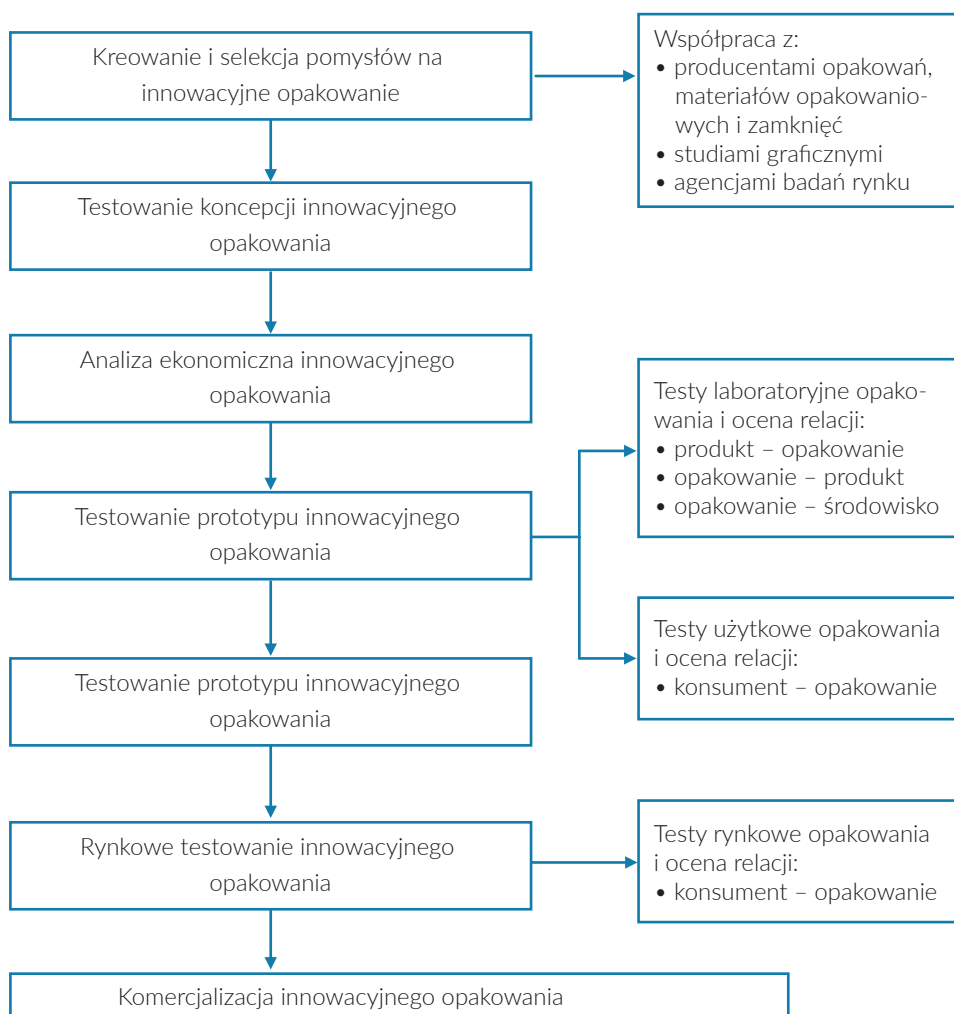 Kreowanie i selekcja pomysłów na
innowacyjne opakowanie
Współpraca z:
• producentami opakowań,
materiałów opakowanio-
wych i zamknięć
• studiami graficznymi
• agencjami badań rynku
Testowanie koncepcji innowacyjnego
opakowania
Analiza ekonomiczna innowacyjnego
opakowania
Testowanie prototypu innowacyjnego
opakowania
Testy laboratoryjne opako-
wania i ocena relacji:
• produkt – opakowanie
• opakowanie – produkt
• opakowanie – środowisko
Testy użytkowe opakowania
i ocena relacji:
• konsument – opakowanie
Testowanie prototypu innowacyjnego
opakowania
Rynkowe testowanie innowacyjnego
opakowania
Testy rynkowe opakowania
i ocena relacji:
• konsument – opakowanie
Komercjalizacja innowacyjnego opakowania